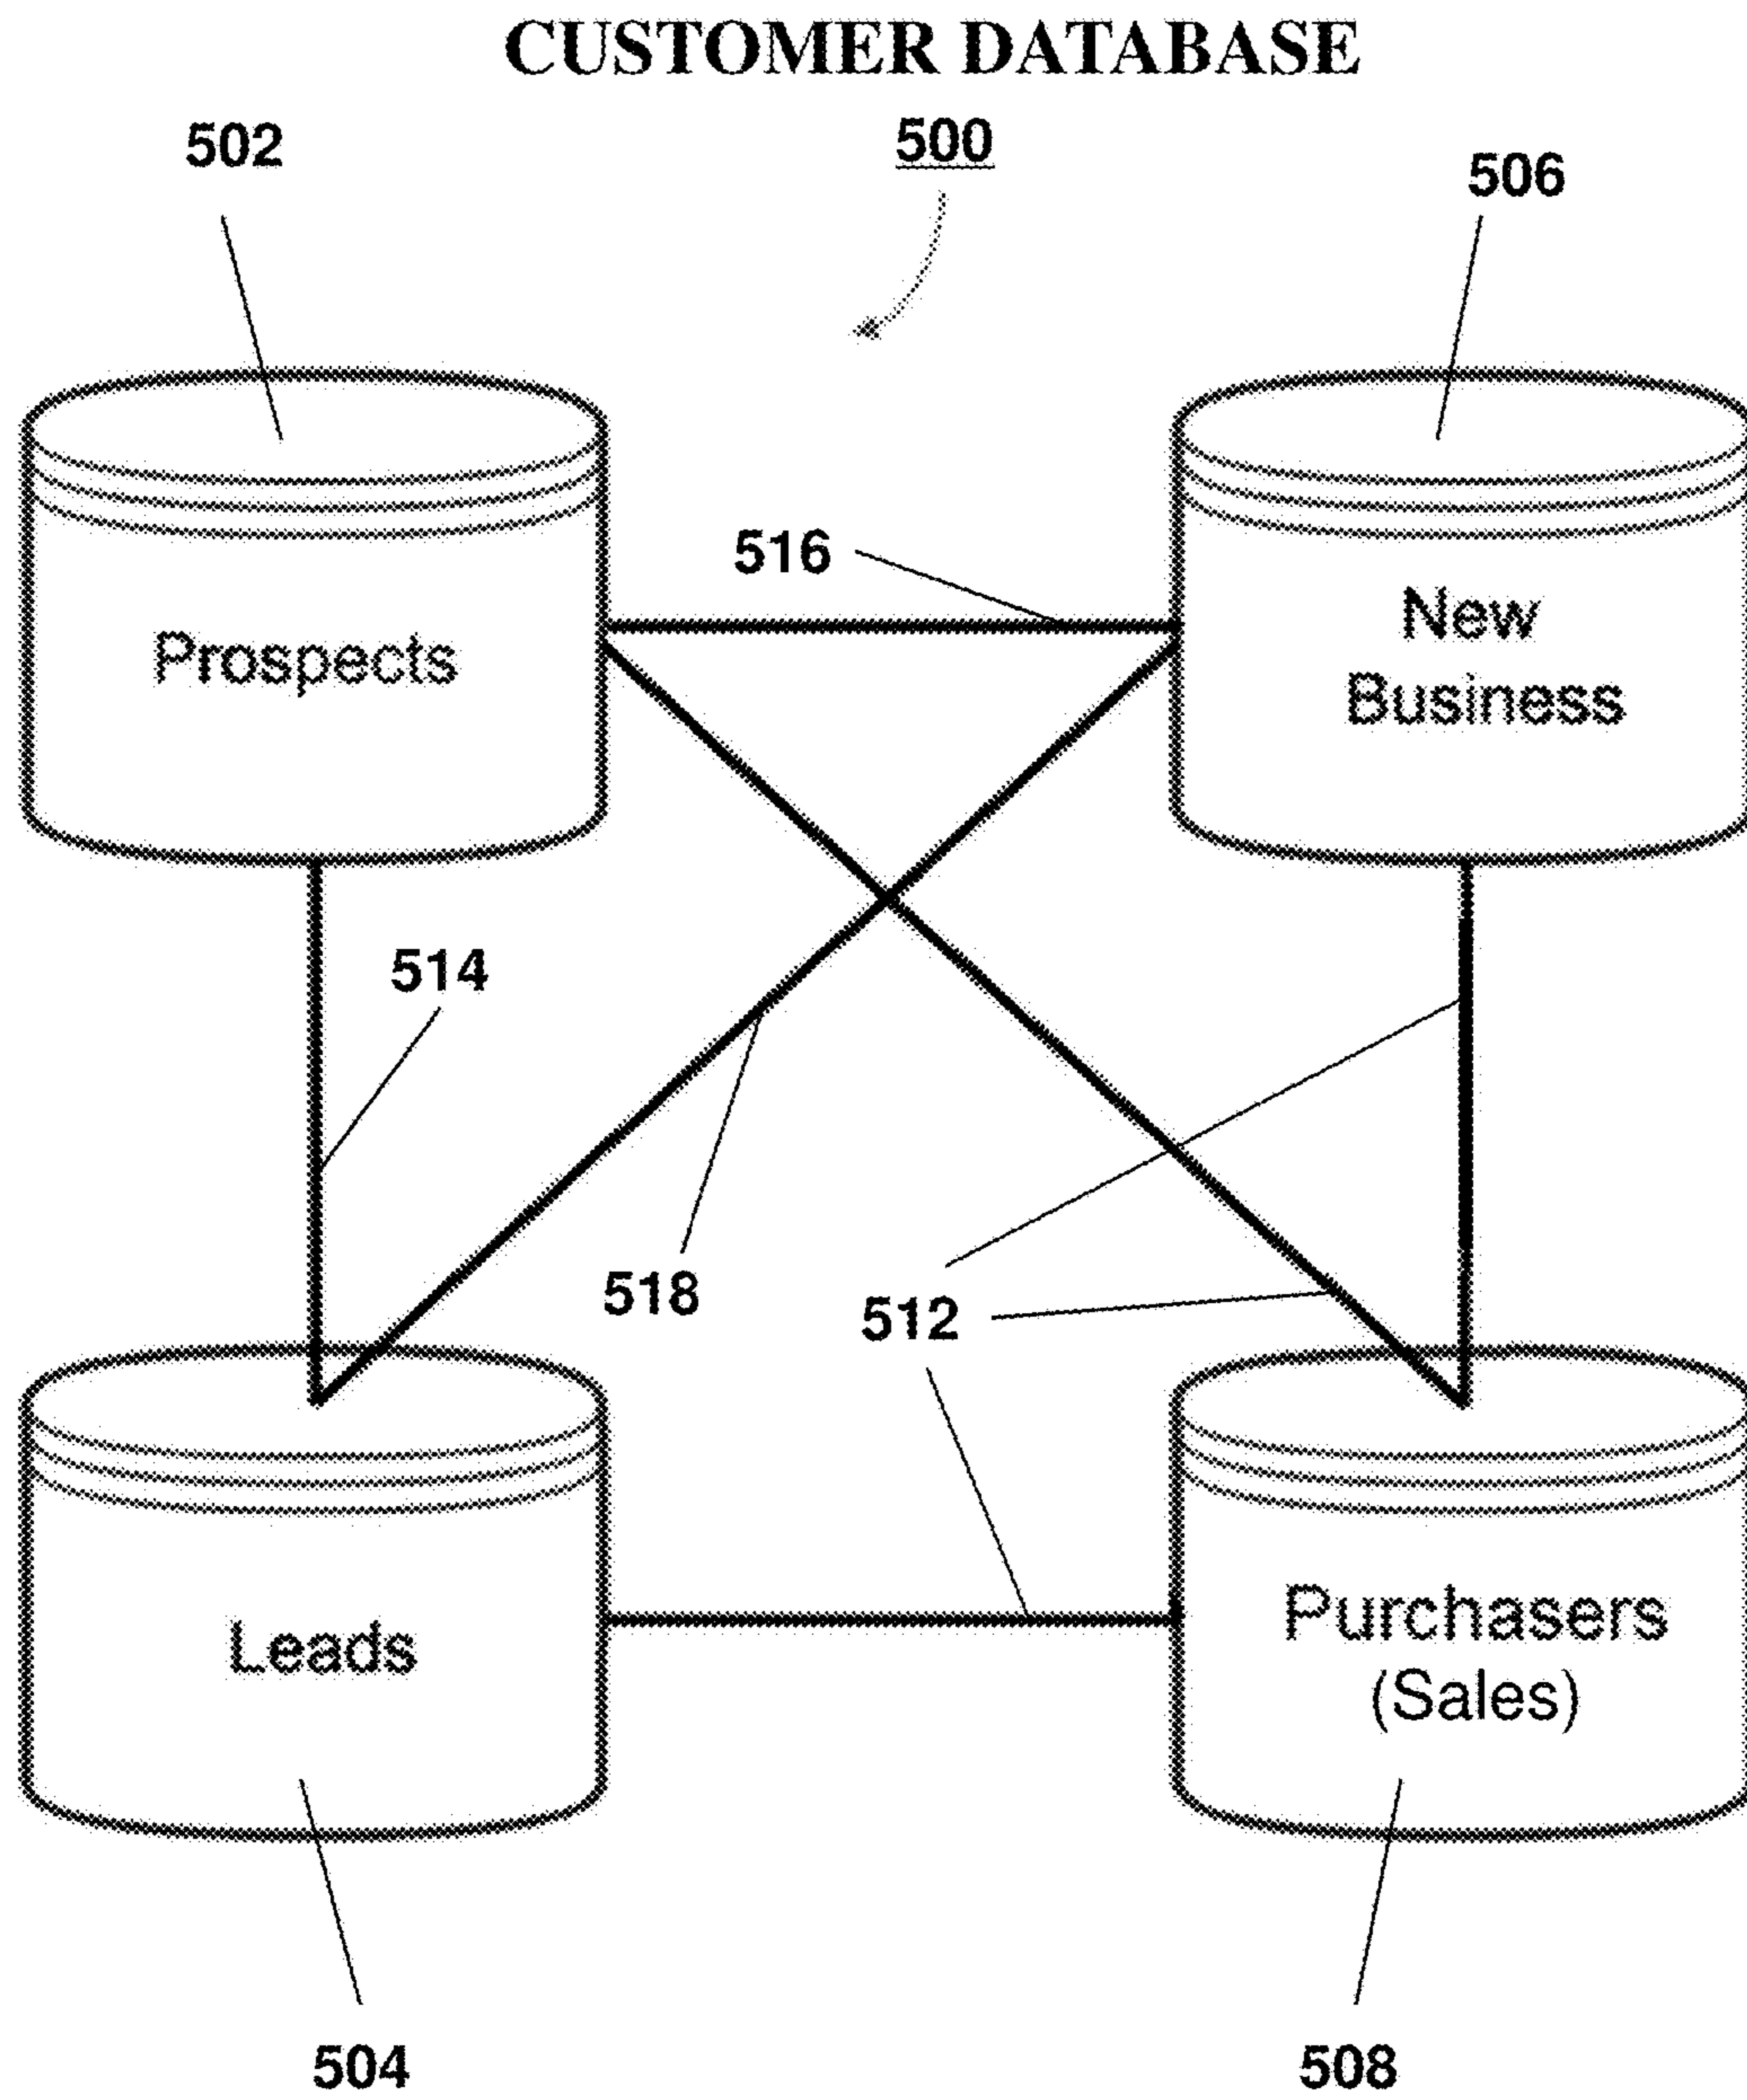 CUSTOMER DATABASE
502
500
506
516
Prospects
New
Business
514
518
512
Leads
Purchasers
(Sales)
504
508